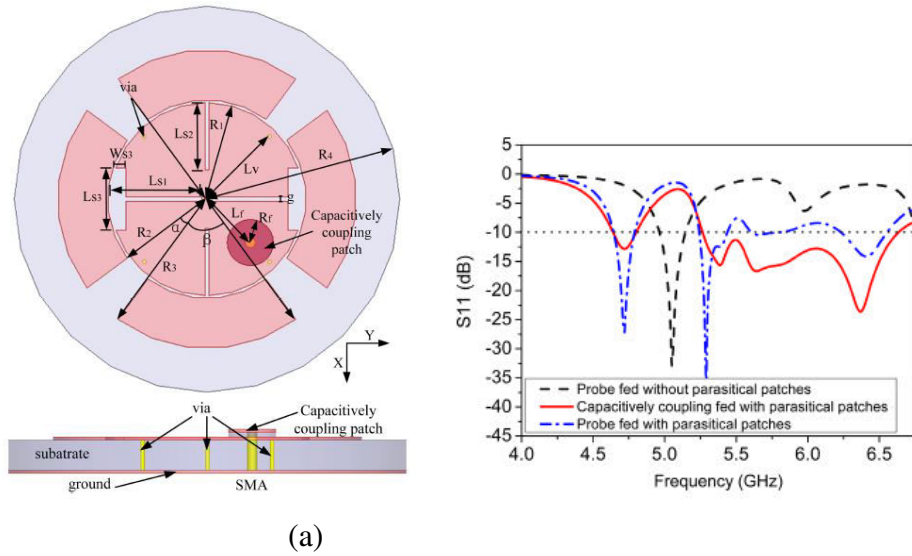 via
Ls2
R1
Ws3
Lv
R4
Ls3
Ls1
g
Lf
Rf
Capacitively
coupling
patch
R2
α
β
R3
Y
X
via
Capacitively
coupling patch
subatrate
ground
SMA
(a)
5
0
-5
-10
-15
-20
-25
-30
-35
-40
-45
S11 (dB)
Probe fed without parasitical patches
Capacitively coupling fed with parasitical patches
Probe fed with parasitical patches
4.0 4.5 5.0 5.5 6.0 6.5
Frequency (GHz)